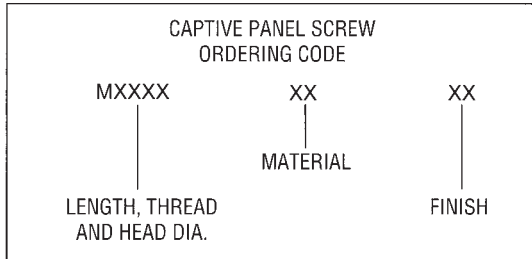 CAPTIVE PANEL SCREW
ORDERING CODE
MXXXX XX XX
MATERIAL
LENGTH, THREAD FINISH
AND HEAD DIA.